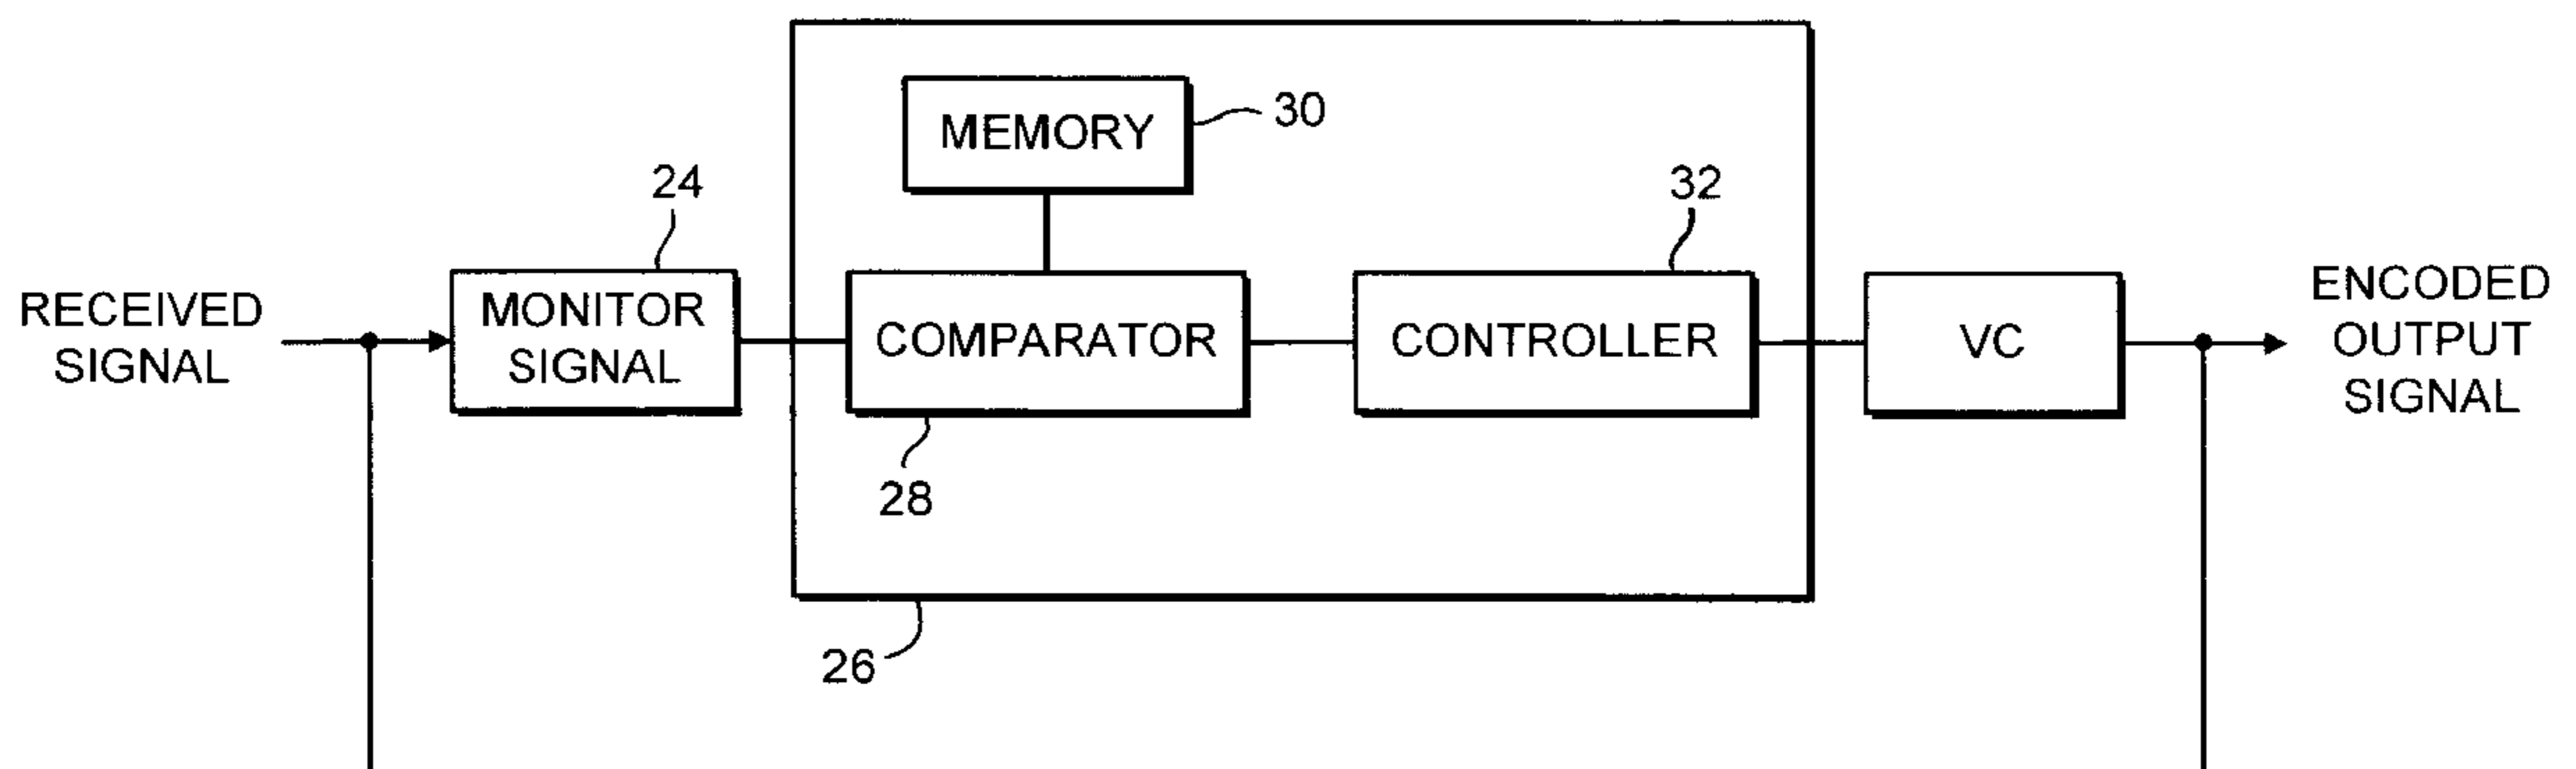 MEMORY
30
24
32
RECEIVED
SIGNAL
MONITOR
SIGNAL
COMPARATOR
CONTROLLER
VC
ENCODED
OUTPUT
SIGNAL
28
26